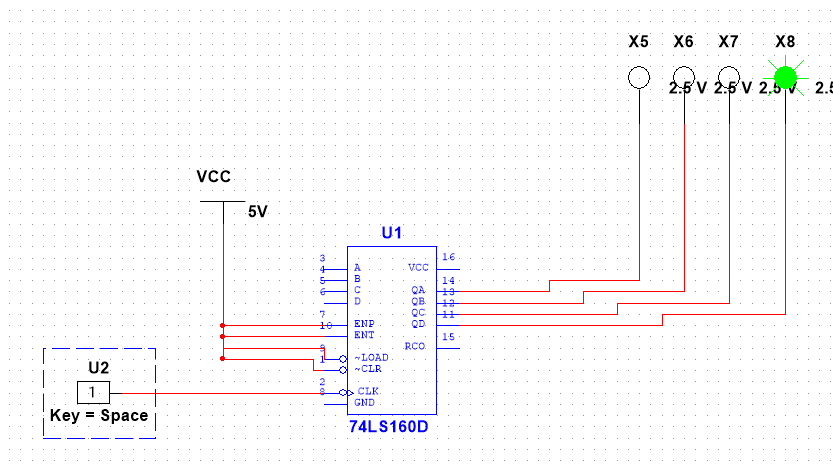 X5 X6 X7 X8
2.5 V 2.5 V 2.5 V 2.5
VCC
5V
U1
3
4
5
6
7
10
9
1
2
8
A
B
C
D
ENP
ENT
~LOAD
~CLR
CLK
GND
VCC
QA
QB
QC
QD
RCO
16
14
13
12
11
15
74LS160D
U2
1
Key = Space